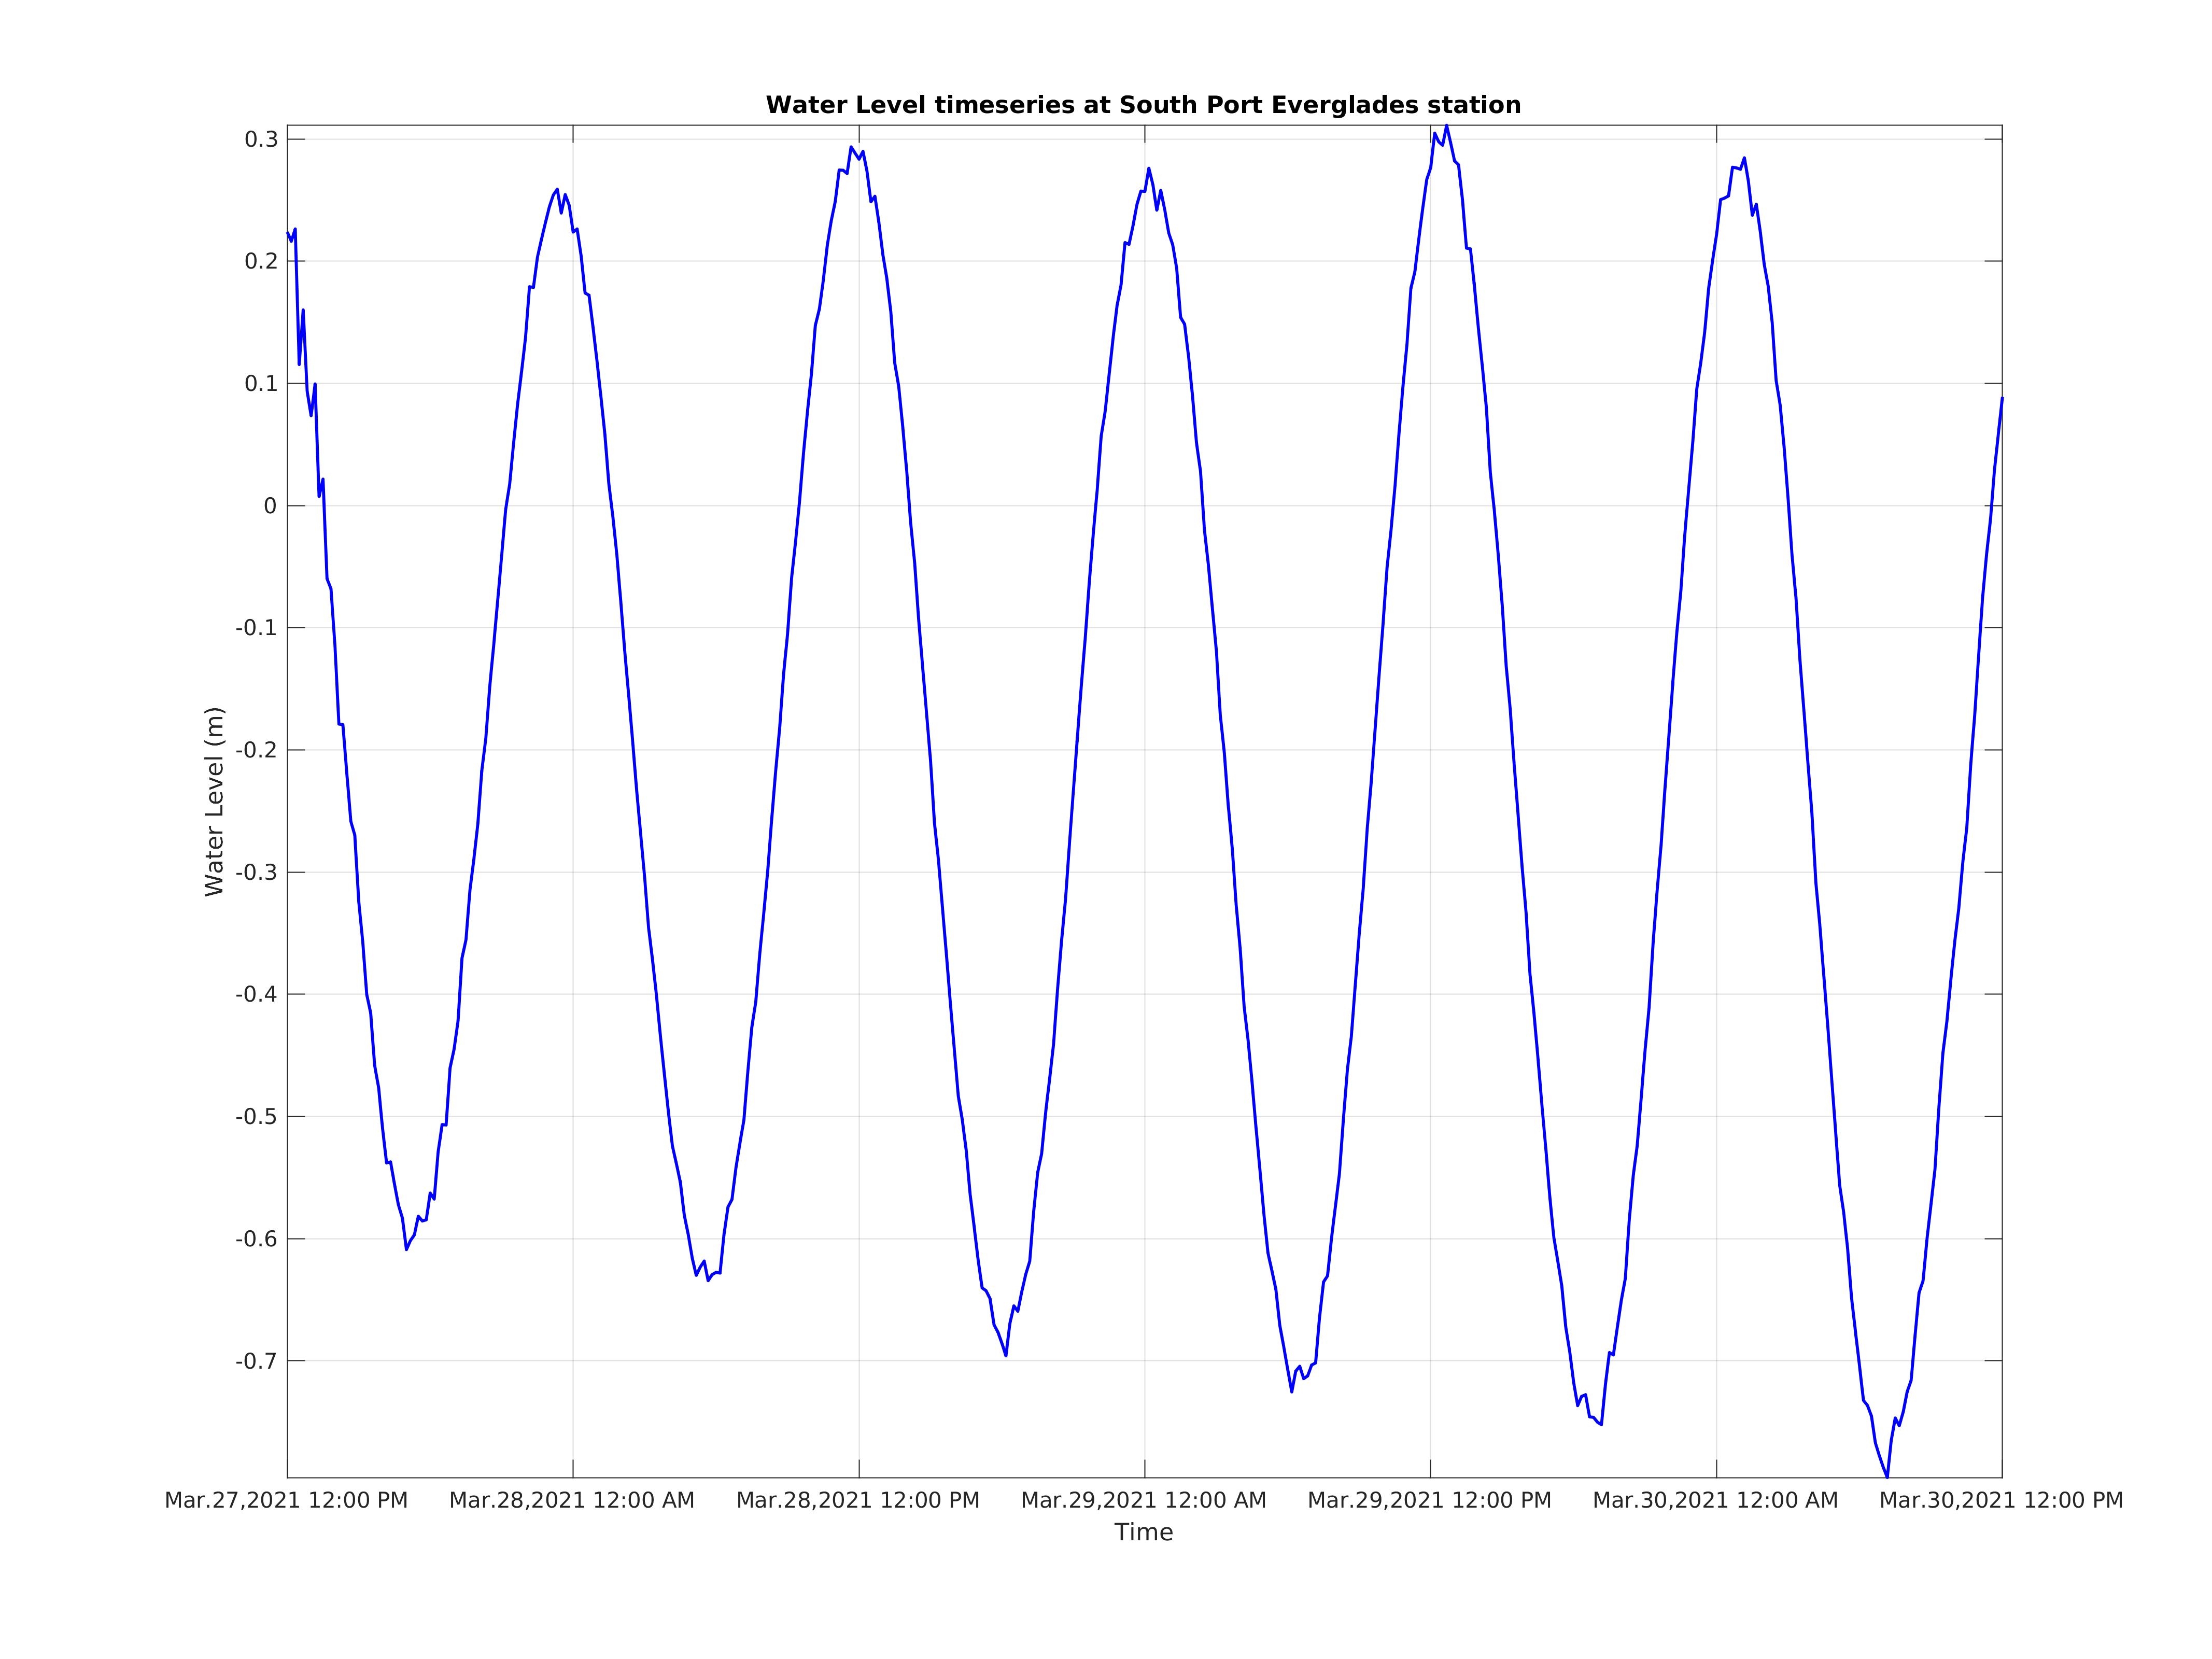 Water Level timeseries at South Port Everglades station
0.3
0.2
0.1
0
-0.1
-0.2
-0.3
-0.4
-0.5
-0.6
-0.7
Water Level (m)
Mar.27,2021 12:00 PM
Mar.28,2021 12:00 AM
Mar.28,2021 12:00 PM
Mar.29,2021 12:00 AM
Mar.29,2021 12:00 PM
Mar.30,2021 12:00 AM
Mar.30,2021 12:00 PM
Time